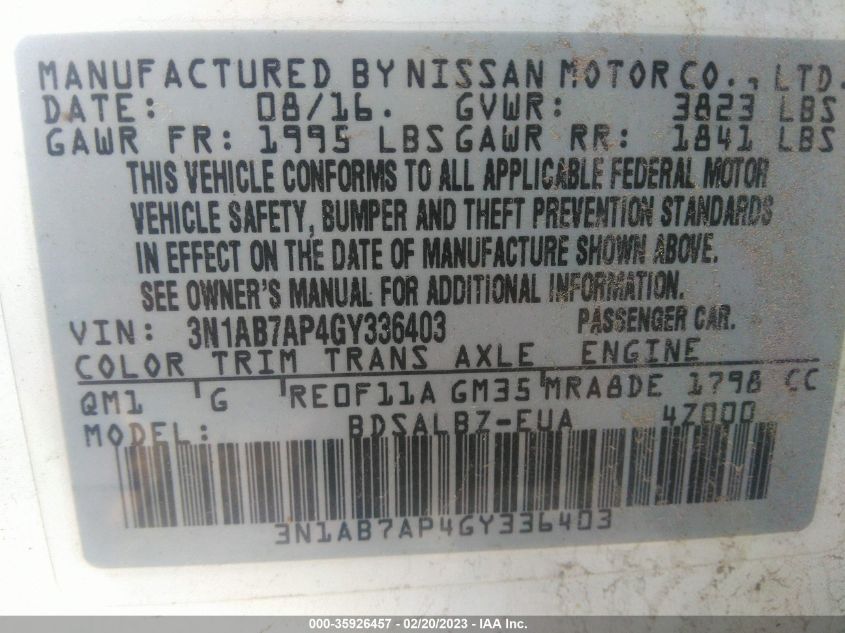 MANUFACTURED BY NISSAN MOTOR CO., LTD.
DATE: 08/16. GVWR: 3823 LBS
GAWR FR: 1995 LBS GAWR RR: 1841 LBS
THIS VEHICLE CONFORMS TO ALL APPLICABLE FEDERAL MOTOR
VEHICLE SAFETY, BUMPER AND THEFT PREVENTION STANDARDS
IN EFFECT ON THE DATE OF MANUFACTURE SHOWN ABOVE.
SEE OWNER'S MANUAL FOR ADDITIONAL INFORMATION.
VIN: 3N1AB7AP4GY336403 PASSENGER CAR.
COLOR TRIM TRANS AXLE ENGINE
QM1 G RE0F11A GM35 MRA8DE 1798 CC
MODEL: BDSALBZ-EUA 4Z000
3N1AB7AP4GY336403
000-35926457 - 02/20/2023 - IAAI Inc.